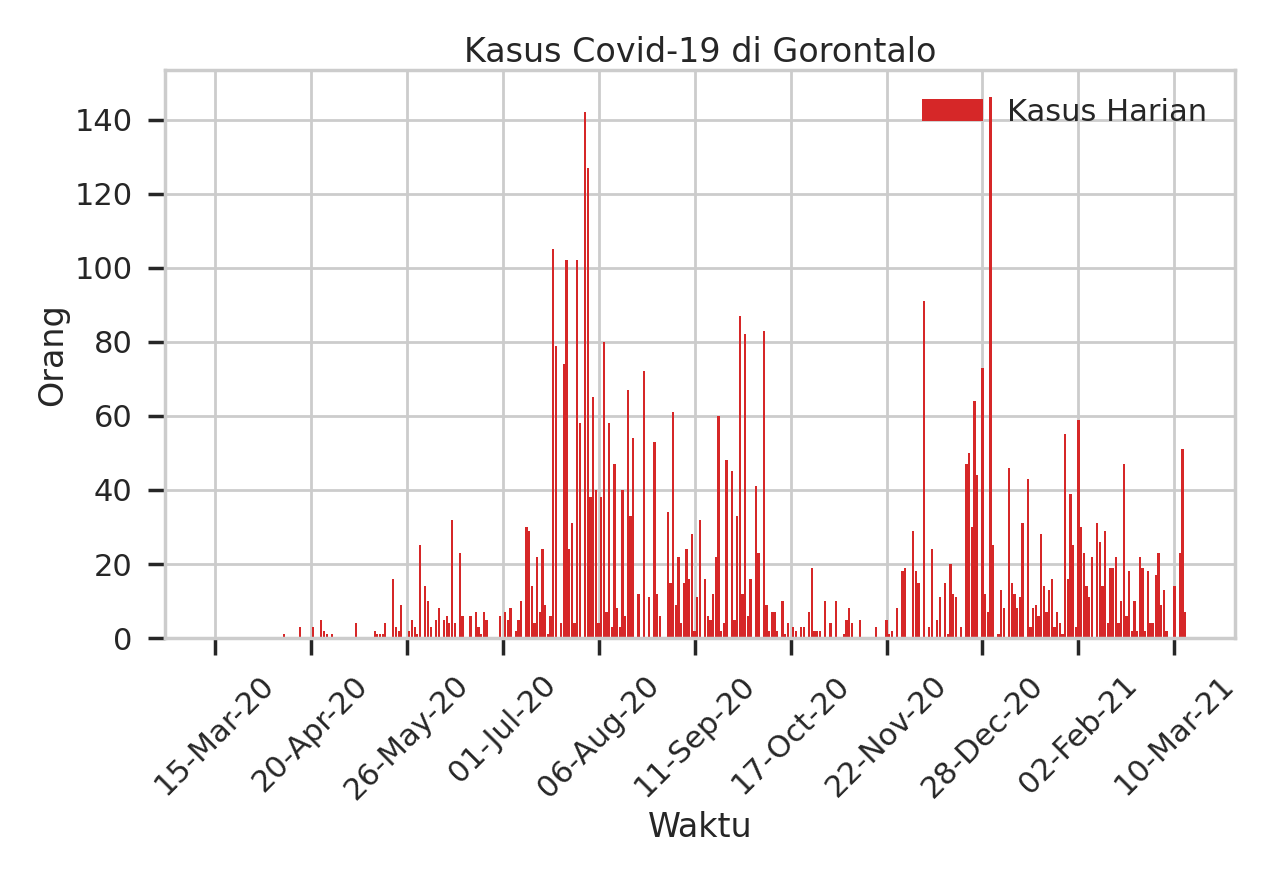 Kasus Covid-19 di Gorontalo
Kasus Harian
140
120
100
80
60
40
20
0
Orang
15-Mar-20
20-Apr-20
26-May-20
01-Jul-20
06-Aug-20
11-Sep-20
17-Oct-20
22-Nov-20
28-Dec-20
02-Feb-21
10-Mar-21
Waktu